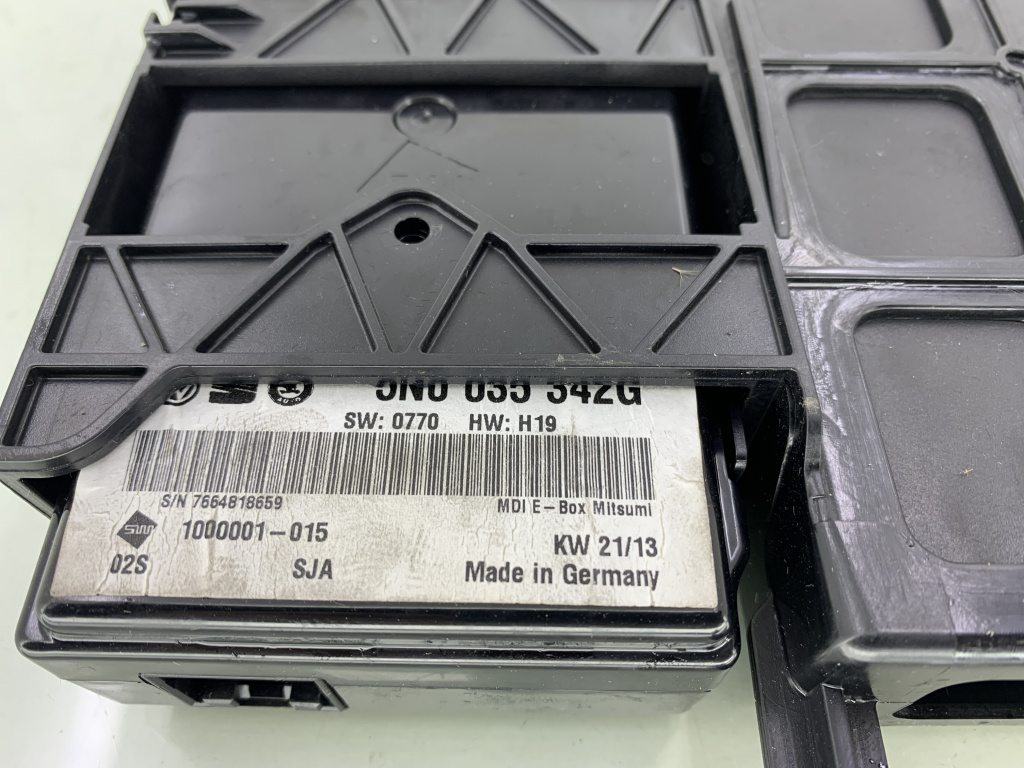 5N0 035 342G
SW: 0770 HW: H19
S/N 7664818659
MDI E-Box Mitsumi
1000001-015
KW 21/13
02S
SJA
Made in Germany